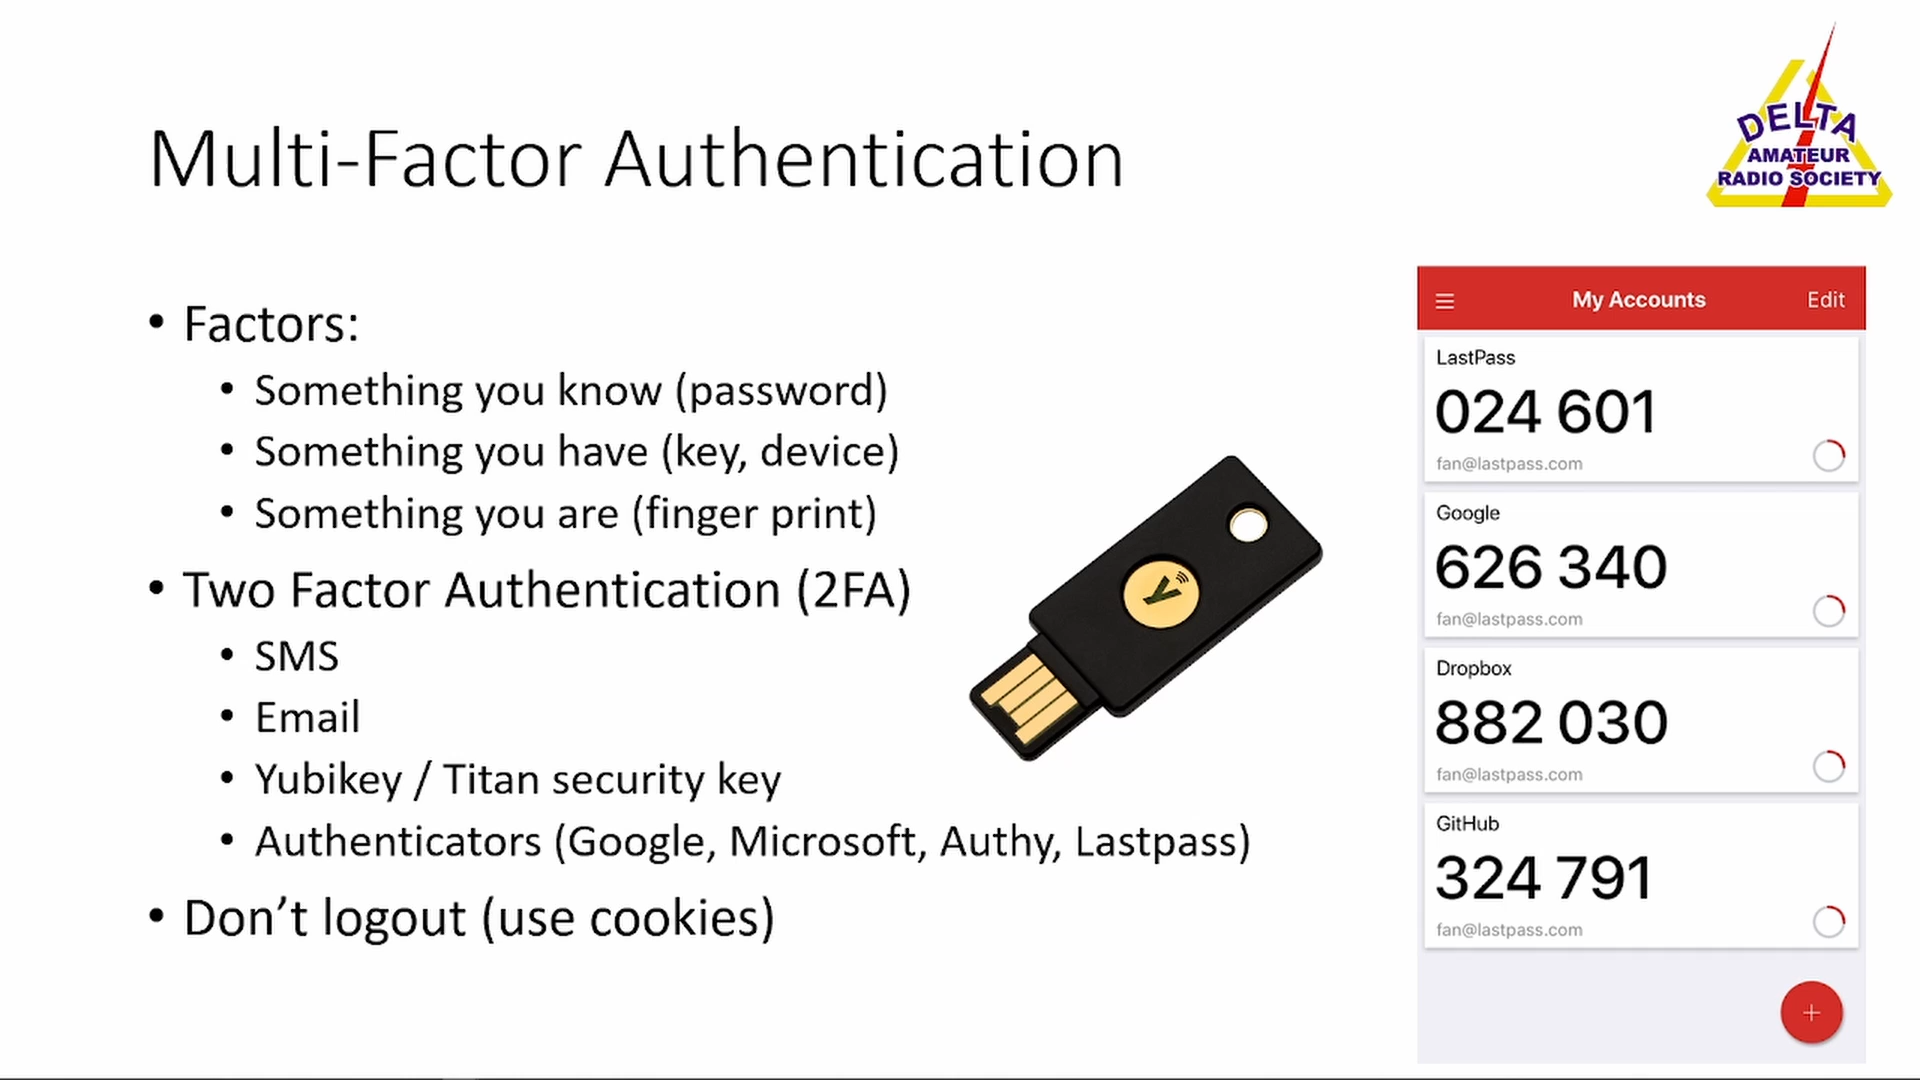 DELTA
AMATEUR
RADIO SOCIETY
Multi-Factor Authentication
• Factors:
• Something you know (password)
• Something you have (key, device)
• Something you are (finger print)
• Two Factor Authentication (2FA)
• SMS
• Email
• Yubikey / Titan security key
• Authenticators (Google, Microsoft, Authy, Lastpass)
• Don’t logout (use cookies)
y
My Accounts Edit
LastPass
024 601
fan@lastpass.com
Google
626 340
fan@lastpass.com
Dropbox
882 030
fan@lastpass.com
GitHub
324 791
fan@lastpass.com
+